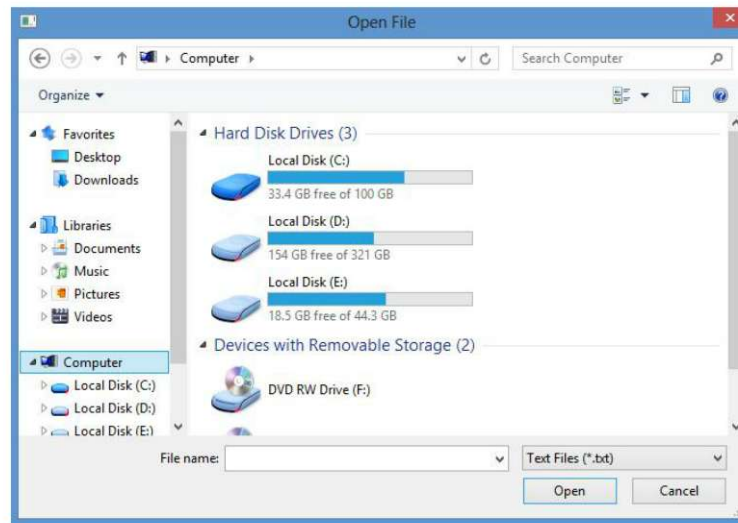 Open File
Computer
Search Computer
Organize
Favorites
Desktop
Downloads
Libraries
Documents
Music
Pictures
Videos
Computer
Local Disk (C:)
Local Disk (D:)
Local Disk (E:)
Hard Disk Drives (3)
Local Disk (C:)
33.4 GB free of 100 GB
Local Disk (D:)
154 GB free of 321 GB
Local Disk (E:)
18.5 GB free of 44.3 GB
Devices with Removable Storage (2)
DVD RW Drive (F:)
File name:
Text Files (*.txt)
Open
Cancel